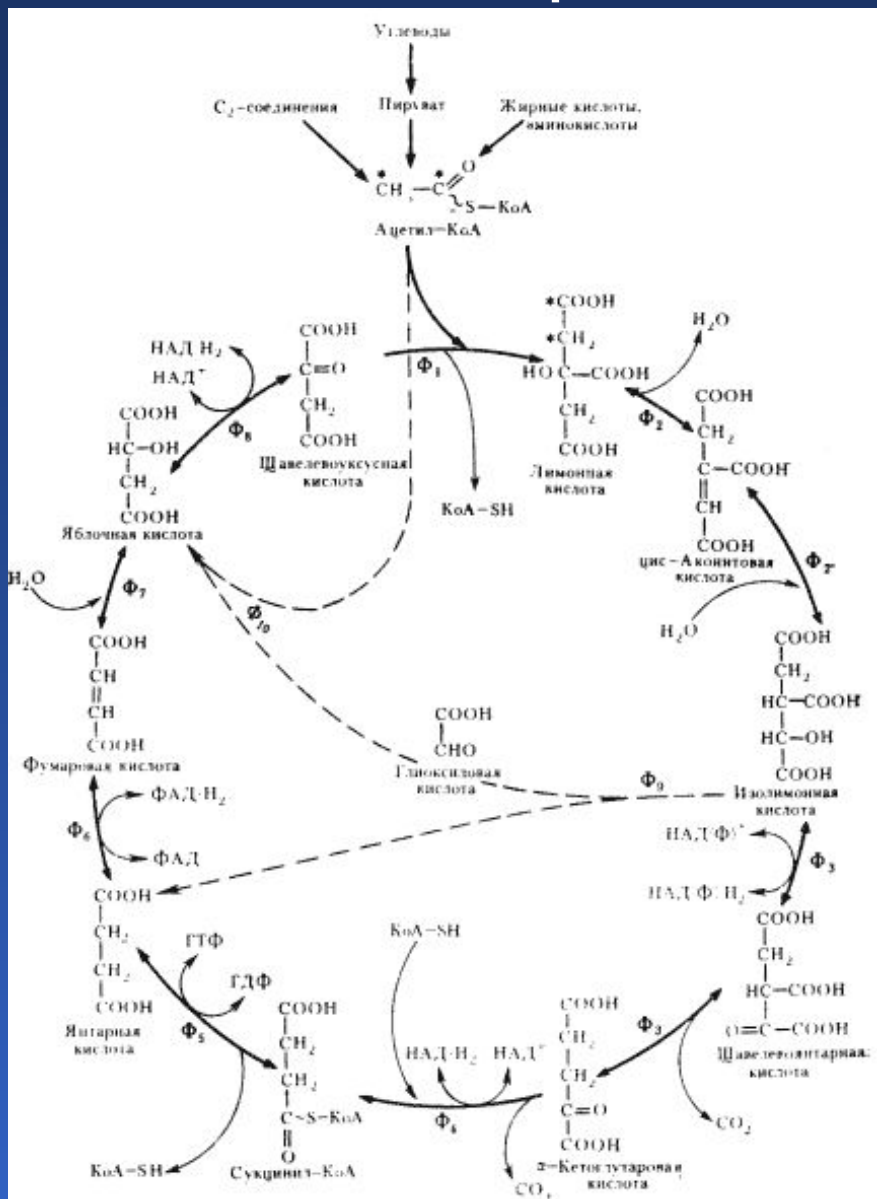 Углеводы
С₂-соединения
Пируват
Жирные кислоты,
аминокислоты
* *
CH₃—C=O
S—КоА
Ацетил-КоА
COOH
C=O
CH₂
COOH
Щавелевоуксусная
кислота
НАД·Н₂
НАД⁺
Ф₈
Ф₁
КоА-SH
*COOH
*CH₂
HO C—COOH
CH₂
COOH
Лимонная
кислота
H₂O
Ф₂
COOH
CH₂
C—COOH
CH
COOH
цис-Аконитовая
кислота
Ф₂
H₂O
COOH
CH₂
HC—COOH
HC—OH
COOH
Изолимонная
кислота
COOH
HC—OH
CH₂
COOH
Яблочная кислота
H₂O
Ф₇
Ф₁₀
COOH
CH
CH
COOH
Фумаровая кислота
COOH
CHO
Глиоксиловая
кислота
Ф₉
ФАД·Н₂
Ф₆
ФАД
НАД(Ф)⁺
Ф₃
НАД(Ф)Н₂
COOH
CH₂
CH₂
COOH
Янтарная
кислота
ГТФ
ГДФ
Ф₅
КоА-SH
COOH
CH₂
CH₂
C~S—КоА
O
Сукцинил-КоА
КоА-SH
НАД·Н₂
НАД⁺
CO₂
COOH
CH₂
CH₂
C=O
COOH
α-Кетоглутаровая
кислота
Ф₃
CO₂
COOH
CH₂
HC—COOH
O=C—COOH
Щавелевоянтарная
кислота